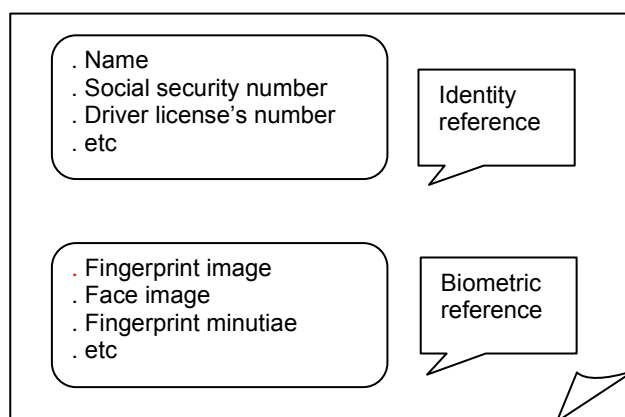 . Name
. Social security number
. Driver license's number
. etc
Identity
reference
. Fingerprint image
. Face image
. Fingerprint minutiae
. etc
Biometric
reference